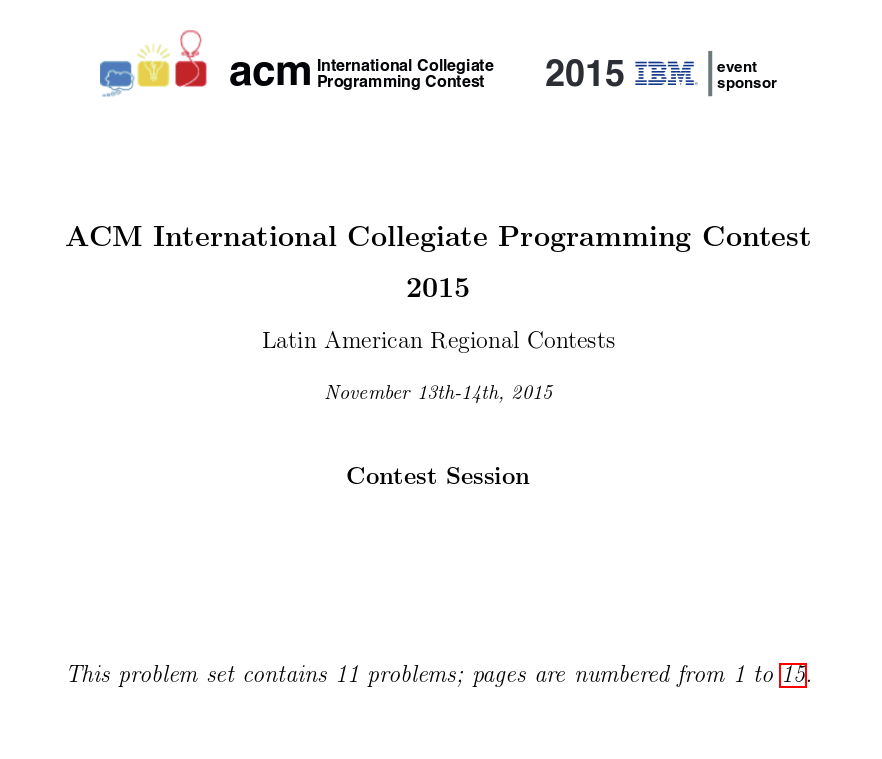 acm International Collegiate
Programming Contest
2015 IBM event
sponsor
ACM International Collegiate Programming Contest
2015
Latin American Regional Contests
November 13th-14th, 2015
Contest Session
This problem set contains 11 problems; pages are numbered from 1 to 15.